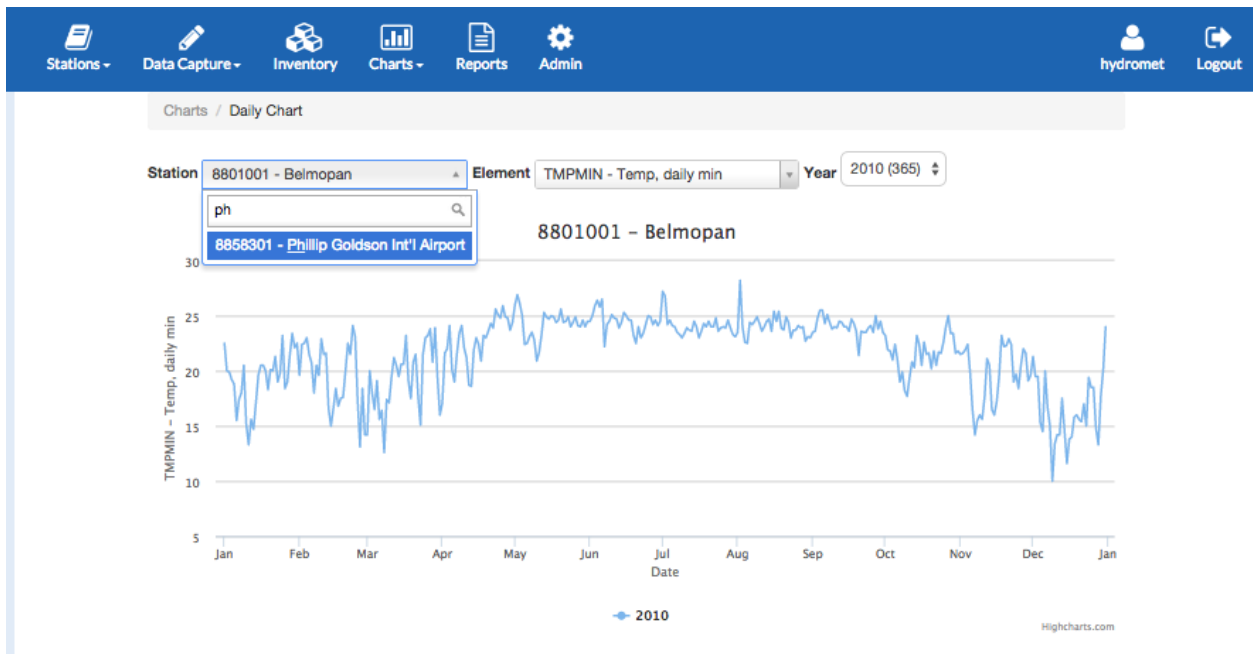 Stations Data Capture Inventory Charts Reports Admin hydromet Logout
Charts / Daily Chart
Station 8801001 - Belmopan Element TMPMIN - Temp, daily min Year 2010 (365)
ph
8858301 - Phillip Goldson Int'l Airport
8801001 – Belmopan
TMPMIN – Temp, daily min
30
25
20
15
10
5
Jan Feb Mar Apr May Jun Jul Aug Sep Oct Nov Dec Jan
Date
2010
Highcharts.com